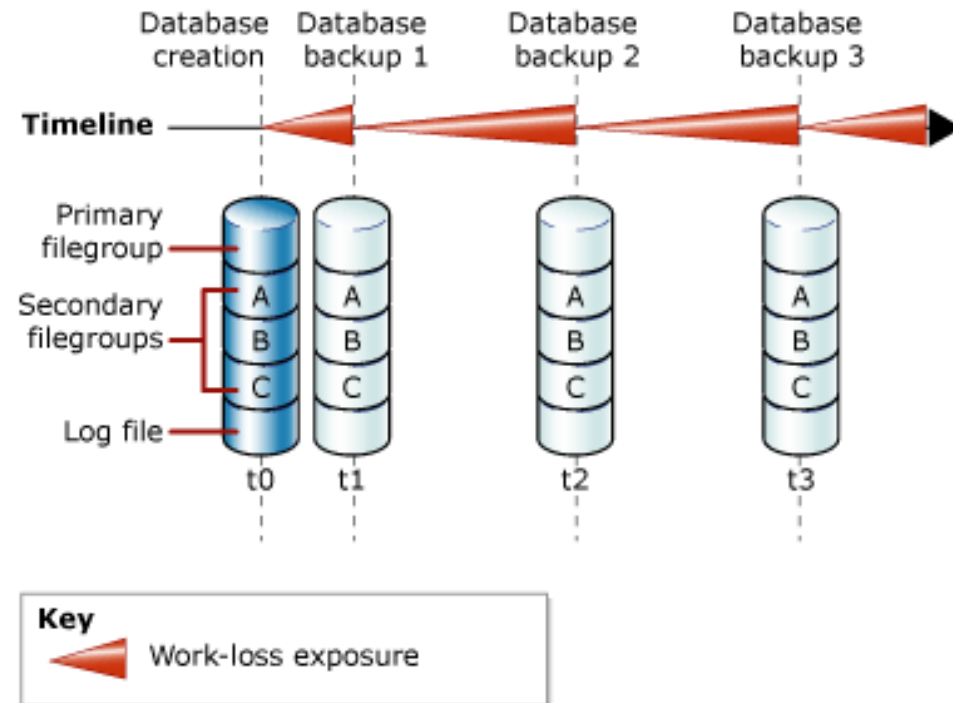 Database creation
Database backup 1
Database backup 2
Database backup 3
Timeline
Primary filegroup
Secondary filegroups
Log file
A
B
C
A
B
C
A
B
C
A
B
C
t0
t1
t2
t3
Key
Work-loss exposure